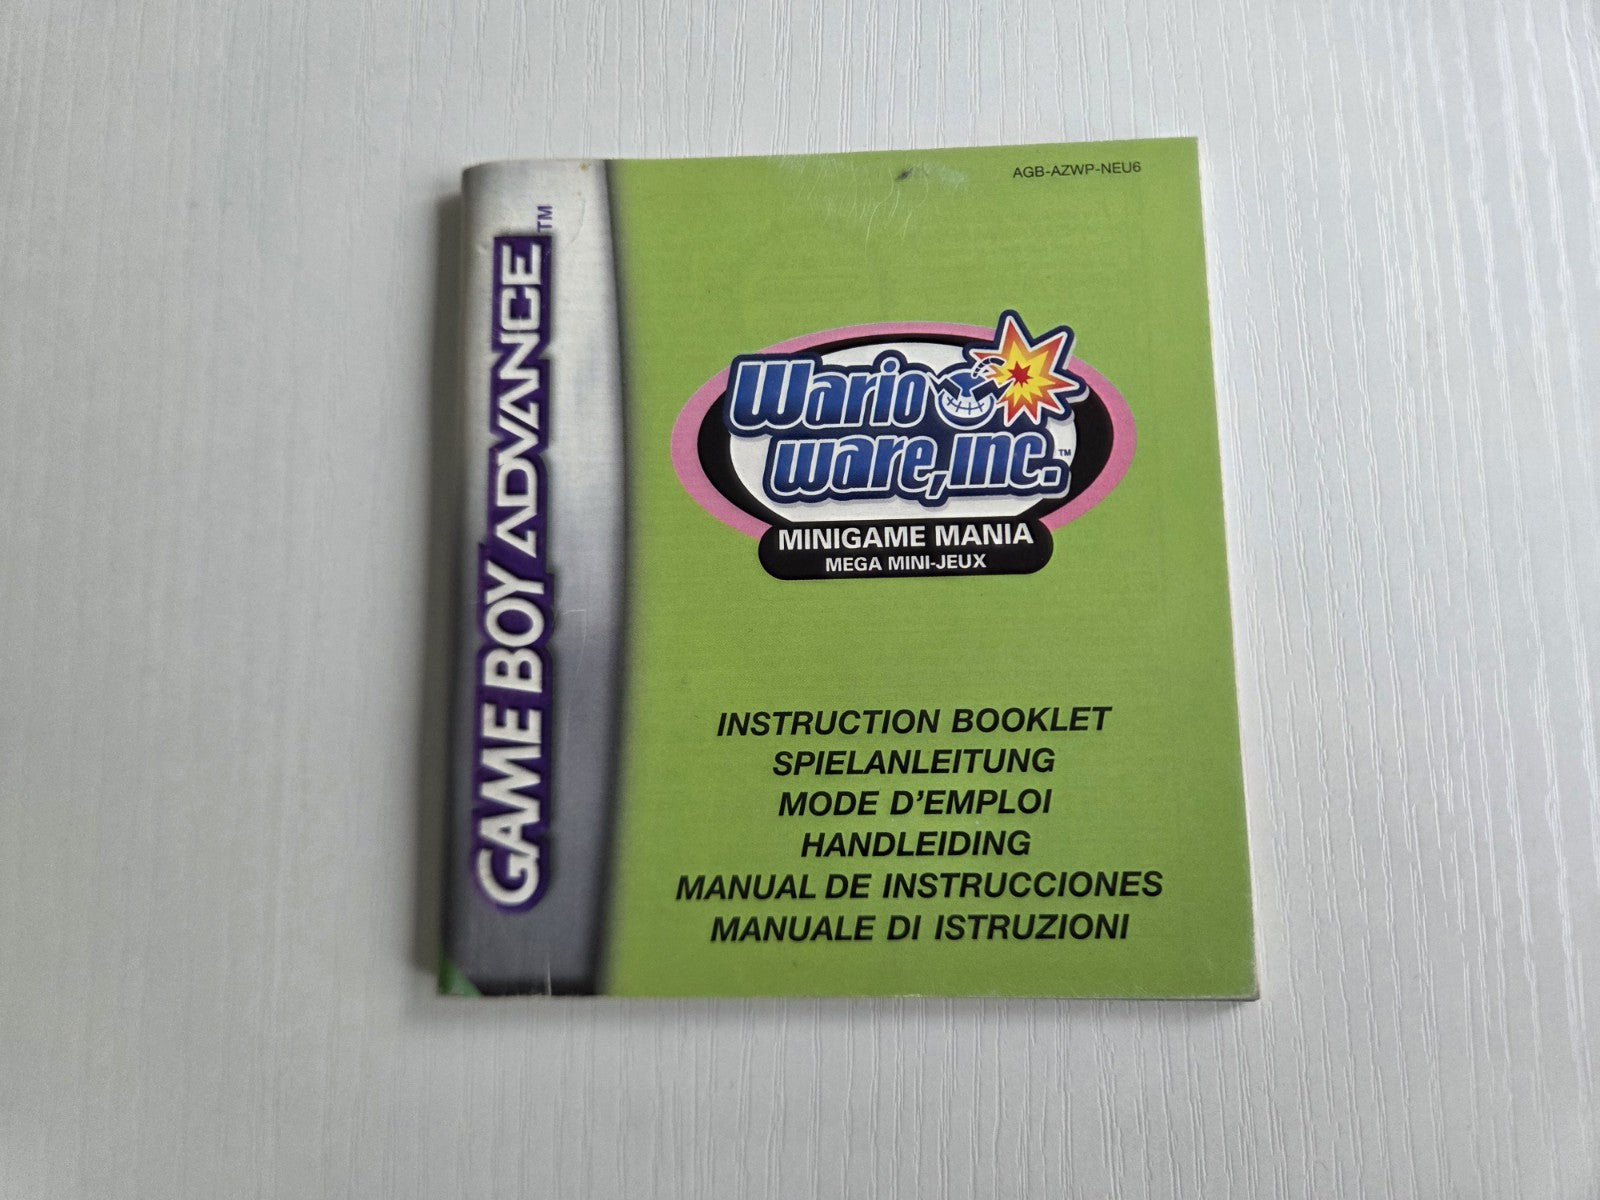 GAME BOY ADVANCE™
AGB-AZWP-NEU6
Wario
ware, inc.™
MINIGAME MANIA
MEGA MINI-JEUX
INSTRUCTION BOOKLET
SPIELANLEITUNG
MODE D'EMPLOI
HANDLEIDING
MANUAL DE INSTRUCCIONES
MANUALE DI ISTRUZIONI